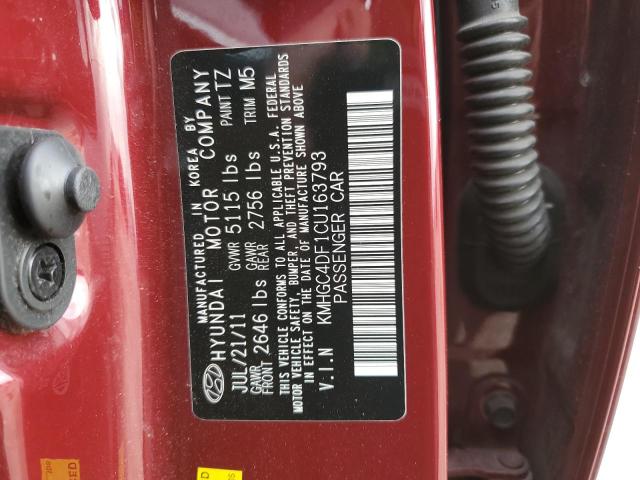 MANUFACTURED IN KOREA BY
HYUNDAI MOTOR COMPANY
JUL/21/11 GVWR 5115 lbs PAINT TZ
GAWR FRONT 2646 lbs GAWR REAR 2756 lbs TRIM M5
THIS VEHICLE CONFORMS TO ALL APPLICABLE U.S.A. FEDERAL
MOTOR VEHICLE SAFETY, BUMPER, AND THEFT PREVENTION STANDARDS
IN EFFECT ON THE DATE OF MANUFACTURE SHOWN ABOVE
V.I.N KMHGC4DF1CU163793
PASSENGER CAR